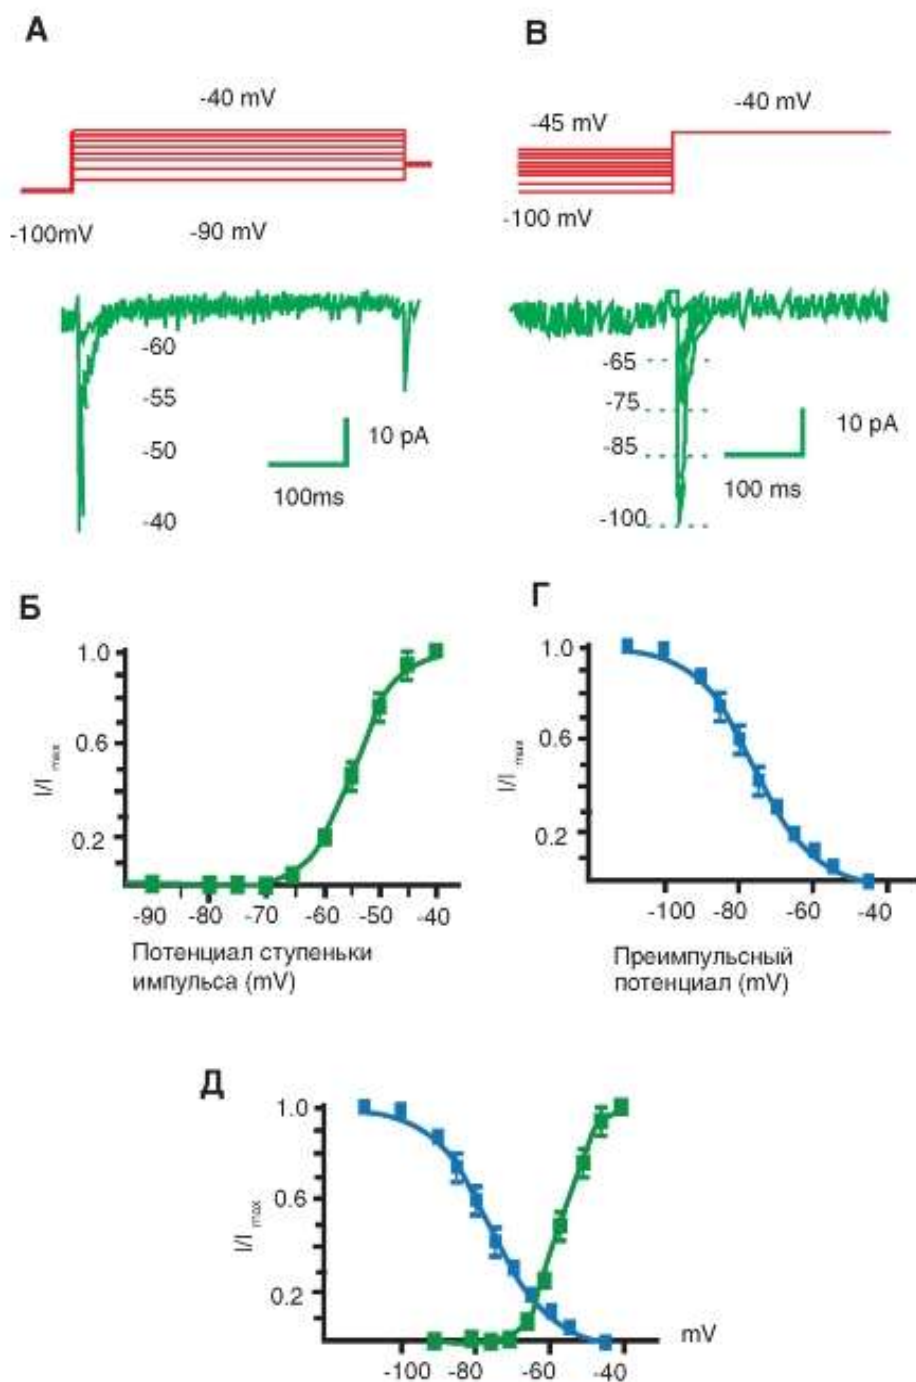 А
-40 mV
-100mV
-90 mV
-60
-55
-50
-40
10 pA
100ms
В
-45 mV
-40 mV
-100 mV
-65
-75
-85
-100
10 pA
100 ms
Б
1.0
0.6
0.2
I/I max
-90 -80 -70 -60 -50 -40
Потенциал ступеньки
импульса (mV)
Г
1.0
0.6
0.2
I/I max
-100 -80 -60 -40
Преимпульсный
потенциал (mV)
Д
1.0
0.6
0.2
I/I max
mV
-100 -80 -60 -40